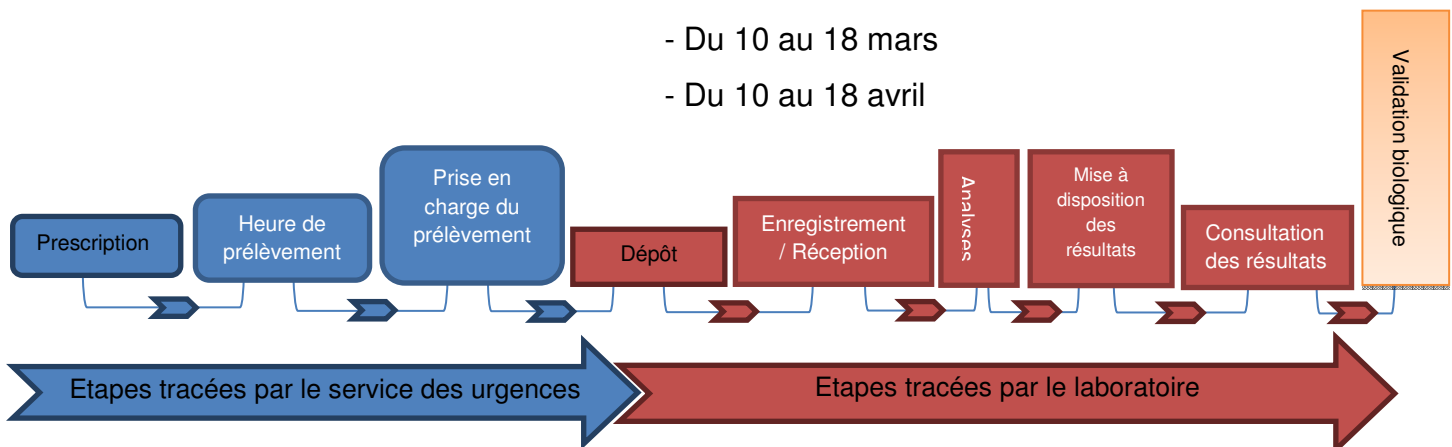 - Du 10 au 18 mars
- Du 10 au 18 avril
Prescription
Heure de
prélèvement
Prise en
charge du
prélèvement
Dépôt
Enregistrement
/ Réception
Analyses
Mise à
disposition
des
résultats
Consultation
des résultats
Validation biologique
Etapes tracées par le service des urgences
Etapes tracées par le laboratoire